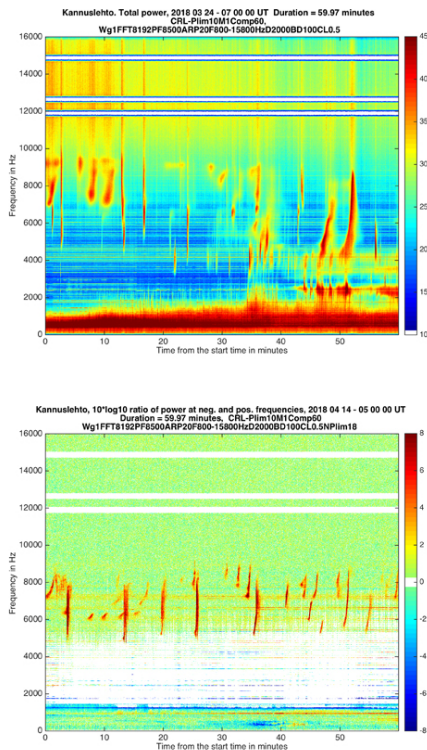 Kannuslehto. Total power, 2018 03 24 - 07 00 00 UT Duration = 59.97 minutes
CRL-Plim10M1Comp60,
Wg1FFT8192PF8500ARP20F800-15800HzD2000BD100CL0.5
16000
14000
12000
10000
8000
6000
4000
2000
0
Frequency in Hz
0 10 20 30 40 50
Time from the start time in minutes
45
40
35
30
25
20
15
10
Kannuslehto, 10*log10 ratio of power at neg. and pos. frequencies, 2018 04 14 - 05 00 00 UT
Duration = 59.97 minutes, CRL-Plim10M1Comp60
Wg1FFT8192PF8500ARP20F800-15800HzD2000BD100CL0.5NPlim18
16000
14000
12000
10000
8000
6000
4000
2000
0
Frequency in Hz
0 10 20 30 40 50
Time from the start time in minutes
8
6
4
2
0
-2
-4
-6
-8